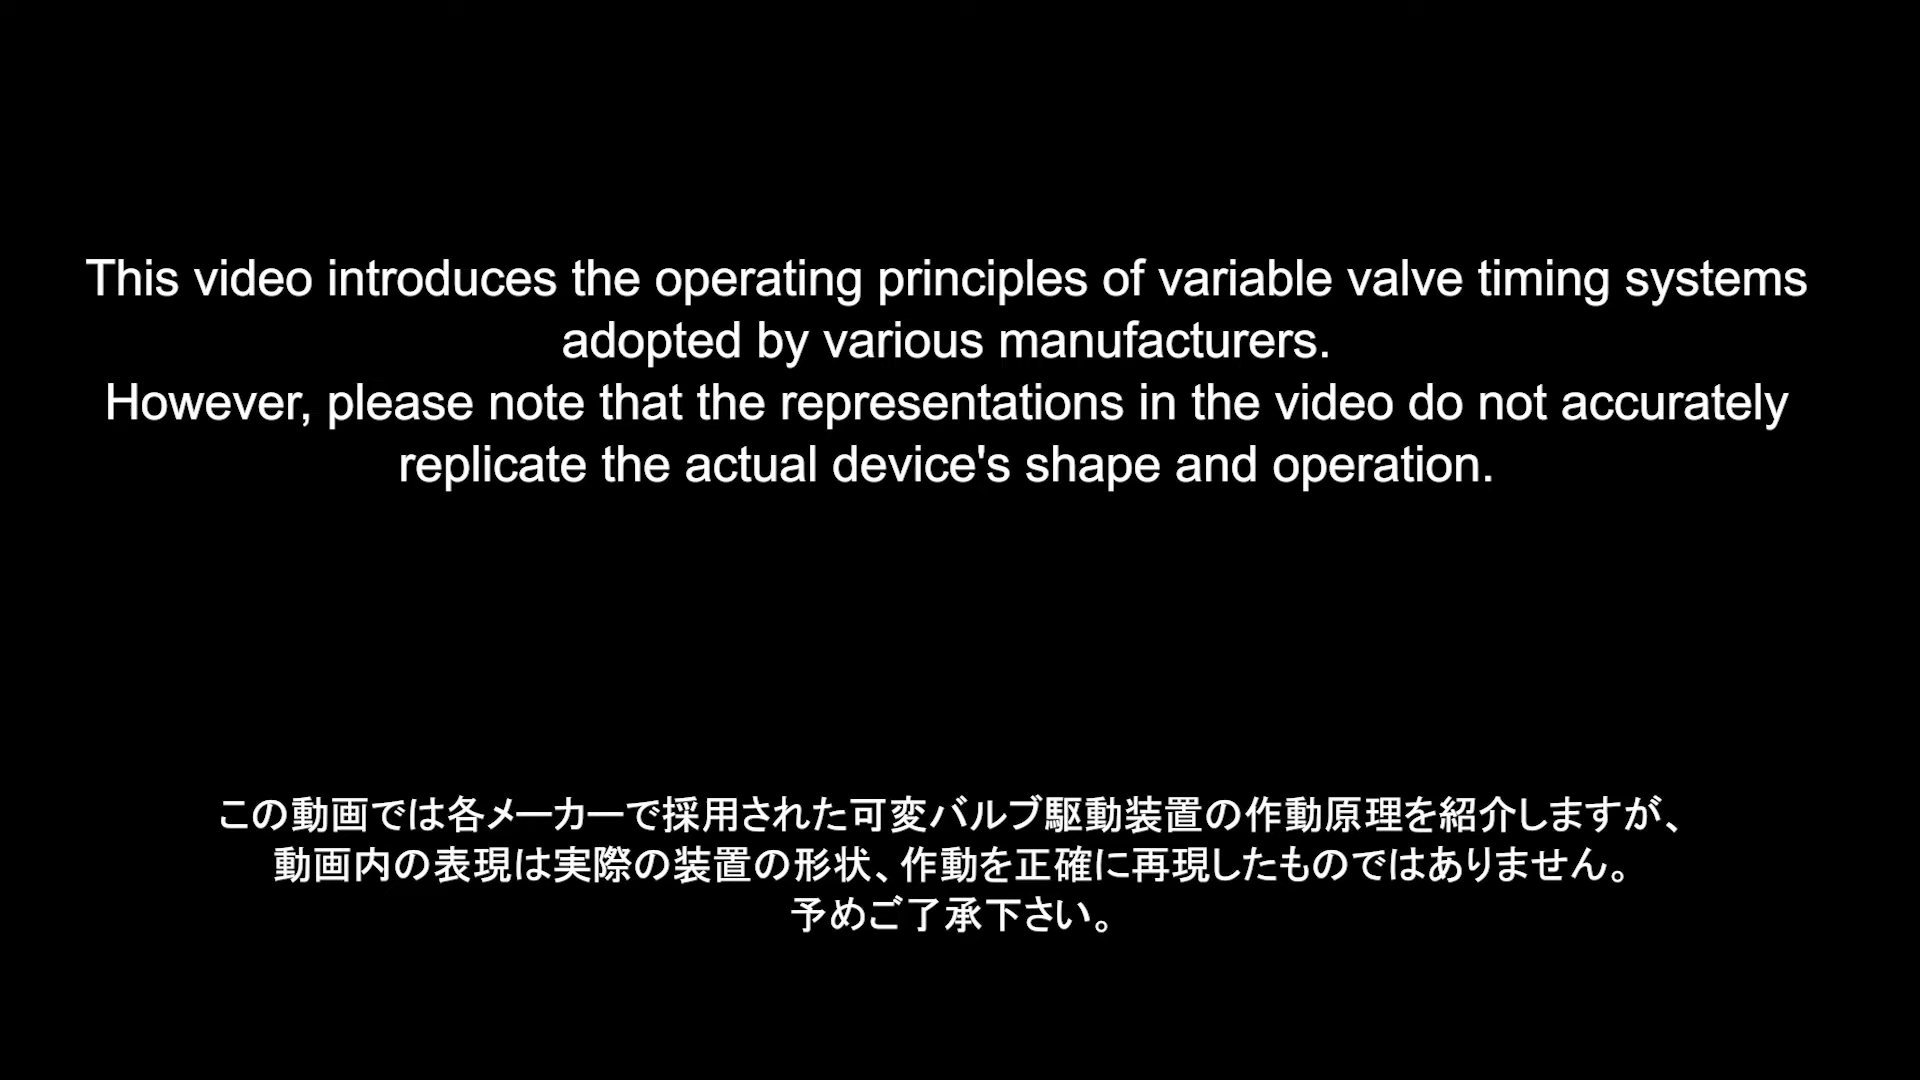 This video introduces the operating principles of variable valve timing systems
adopted by various manufacturers.
However, please note that the representations in the video do not accurately
replicate the actual device's shape and operation.
この動画では各メーカーで採用された可変バルブ駆動装置の作動原理を紹介しますが、
動画内の表現は実際の装置の形状、作動を正確に再現したものではありません。
予めご了承下さい。